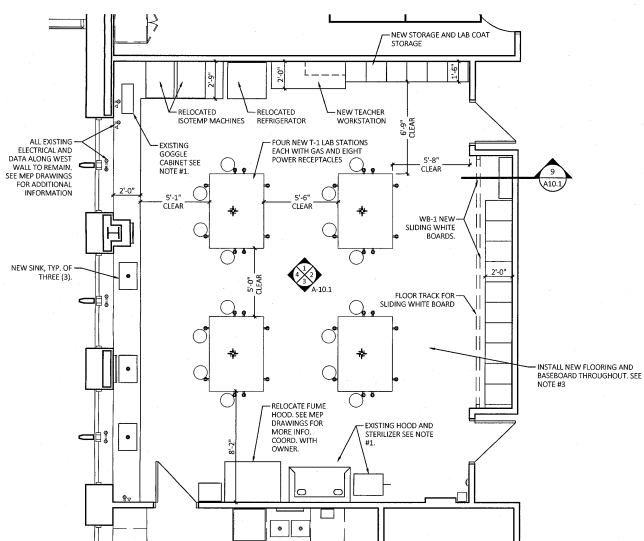 NEW STORAGE AND LAB COAT
STORAGE
2'-9"
2'-0"
1'-6"
RELOCATED
ISOTEMP MACHINES
RELOCATED
REFRIGERATOR
NEW TEACHER
WORKSTATION
6'-9"
CLEAR
ALL EXISTING
ELECTRICAL AND
DATA ALONG WEST
WALL TO REMAIN.
SEE MEP DRAWINGS
FOR ADDITIONAL
INFORMATION
EXISTING
GOGGLE
CABINET SEE
NOTE #1.
FOUR NEW T-1 LAB STATIONS
EACH WITH GAS AND EIGHT
POWER RECEPTACLES
5'-8"
CLEAR
9
A10.1
2'-0"
5'-1"
CLEAR
5'-6"
CLEAR
WB-1 NEW
SLIDING WHITE
BOARDS.
NEW SINK, TYP. OF
THREE (3).
5'-0"
CLEAR
1
4 2
3
A-10.1
2'-0"
FLOOR TRACK FOR
SLIDING WHITE BOARD
INSTALL NEW FLOORING AND
BASEBOARD THROUGHOUT. SEE
NOTE #3
8'-2"
RELOCATE FUME
HOOD. SEE MEP
DRAWINGS FOR
MORE INFO.
COORD. WITH
OWNER.
EXISTING HOOD AND
STERILIZER SEE NOTE
#1.